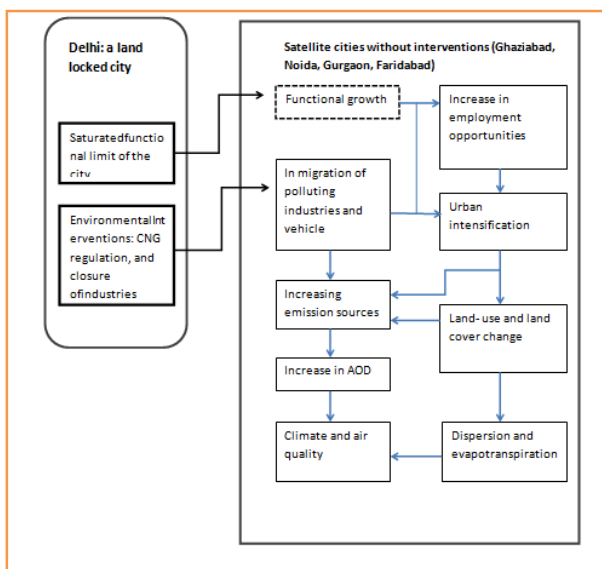 Delhi: a land
locked city
Saturatedfunctio
nal limit of the
city
EnvironmentalInt
erventions: CNG
regulation, and
closure
ofindustries
Satellite cities without interventions (Ghaziabad,
Noida, Gurgaon, Faridabad)
Functional growth
Increase in
employment
opportunities
In migration of
polluting
industries and
vehicle
Urban
intensification
Increasing
emission sources
Land- use and land
cover change
Increase in AOD
Climate and air
quality
Dispersion and
evapotranspiration